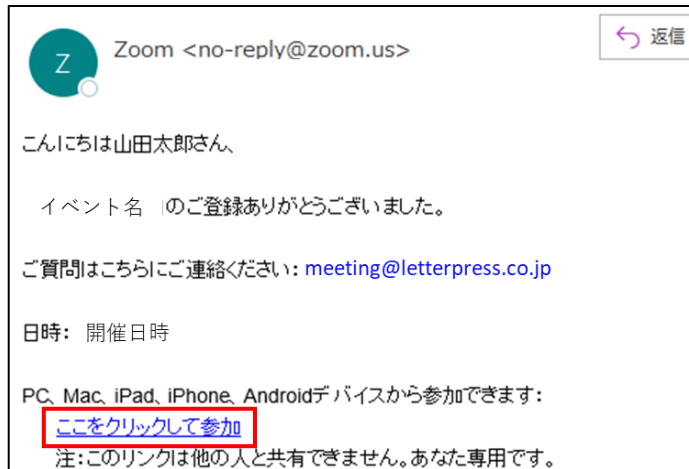 Z
Zoom <no-reply@zoom.us>
返信
こんにちは山田太郎さん、
イベント名 のご登録ありがとうございました。
ご質問はこちらにご連絡ください: meeting@letterpress.co.jp
日時: 開催日時
PC、Mac、iPad、iPhone、Androidデバイスから参加できます:
ここをクリックして参加
注:このリンクは他の人と共有できません。あなた専用です。